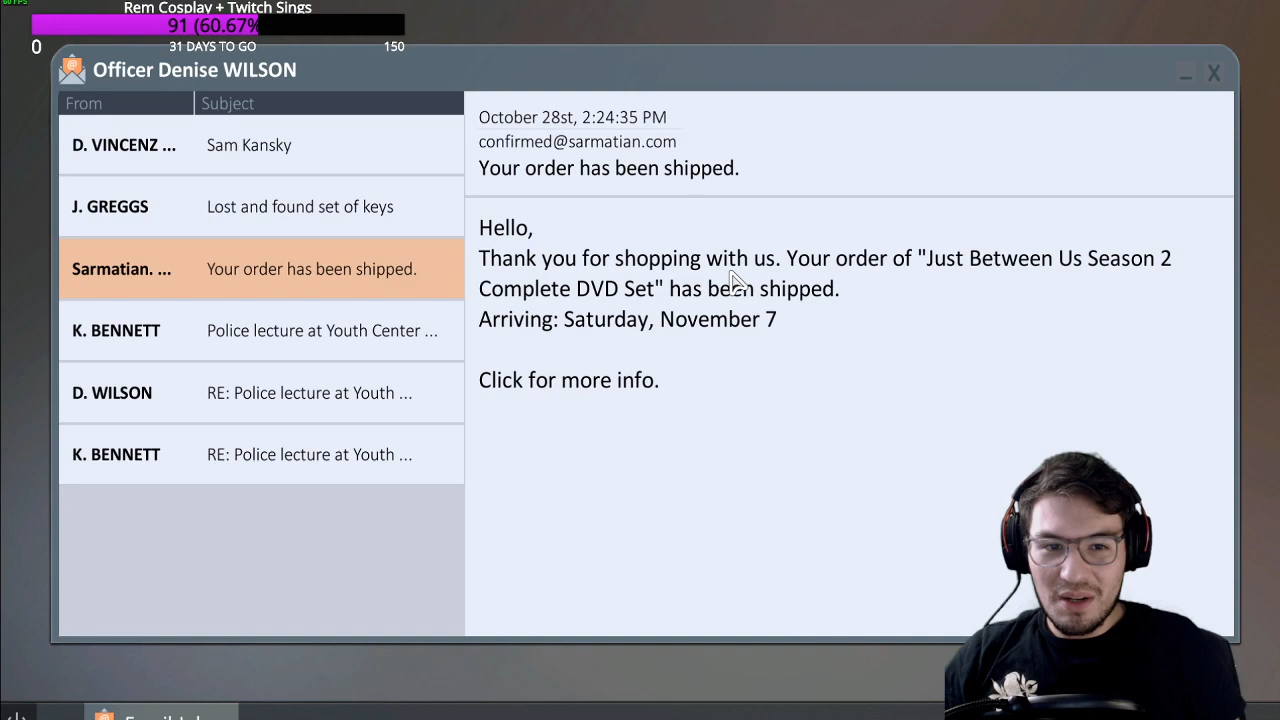 60 FPS
Rem Cosplay + Twitch Sings
91 (60.67%
0
31 DAYS TO GO
150
Officer Denise WILSON
X
From
Subject
D. VINCENZ ...
Sam Kansky
J. GREGGS
Lost and found set of keys
Sarmatian. ...
Your order has been shipped.
K. BENNETT
Police lecture at Youth Center ...
D. WILSON
RE: Police lecture at Youth ...
K. BENNETT
RE: Police lecture at Youth ...
October 28st, 2:24:35 PM
confirmed@sarmatian.com
Your order has been shipped.
Hello,
Thank you for shopping with us. Your order of "Just Between Us Season 2
Complete DVD Set" has been shipped.
Arriving: Saturday, November 7
Click for more info.